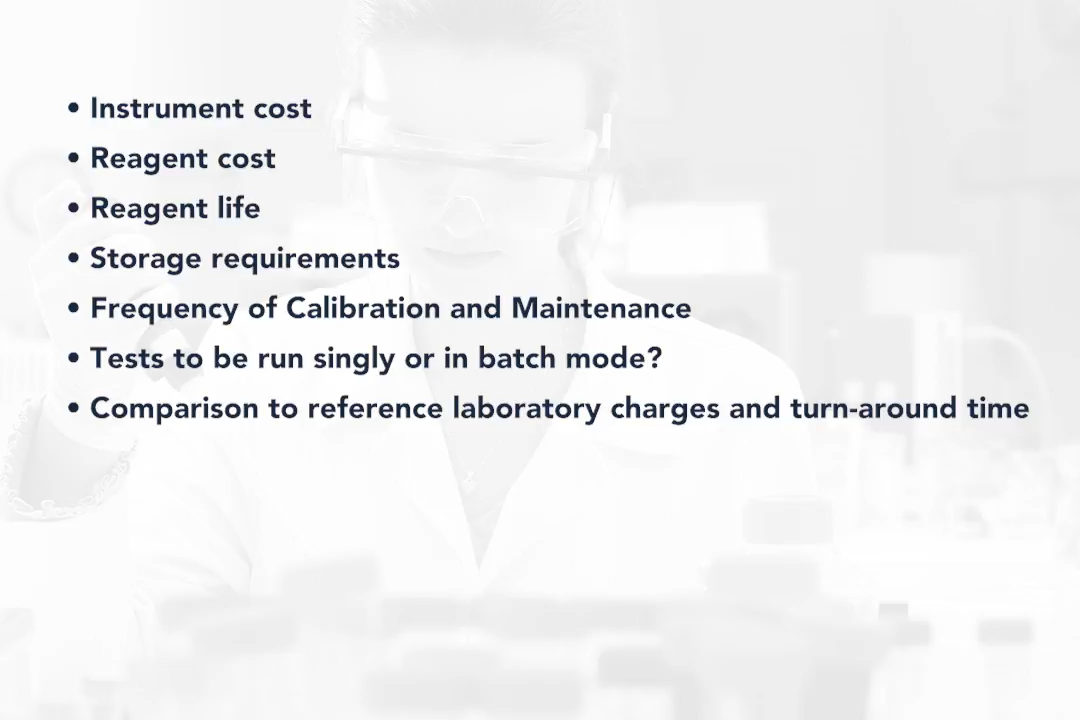 • Instrument cost
• Reagent cost
• Reagent life
• Storage requirements
• Frequency of Calibration and Maintenance
• Tests to be run singly or in batch mode?
• Comparison to reference laboratory charges and turn-around time